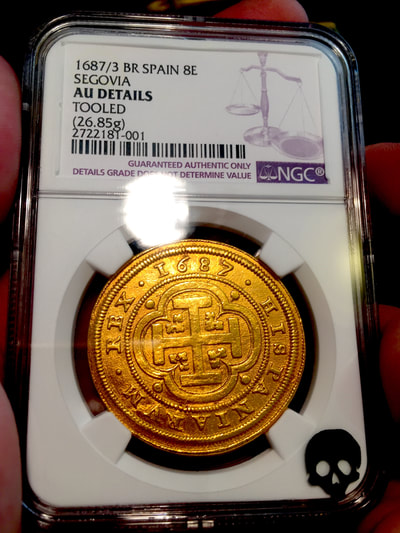 1687/3 BR SPAIN 8E
SEGOVIA
AU DETAILS
TOOLED
(26.85g)
2722181-001
GUARANTEED AUTHENTIC ONLY
DETAILS GRADE DOES NOT DETERMINE VALUE
NGC®
· 1687 · HISPANIARVM · REX ·